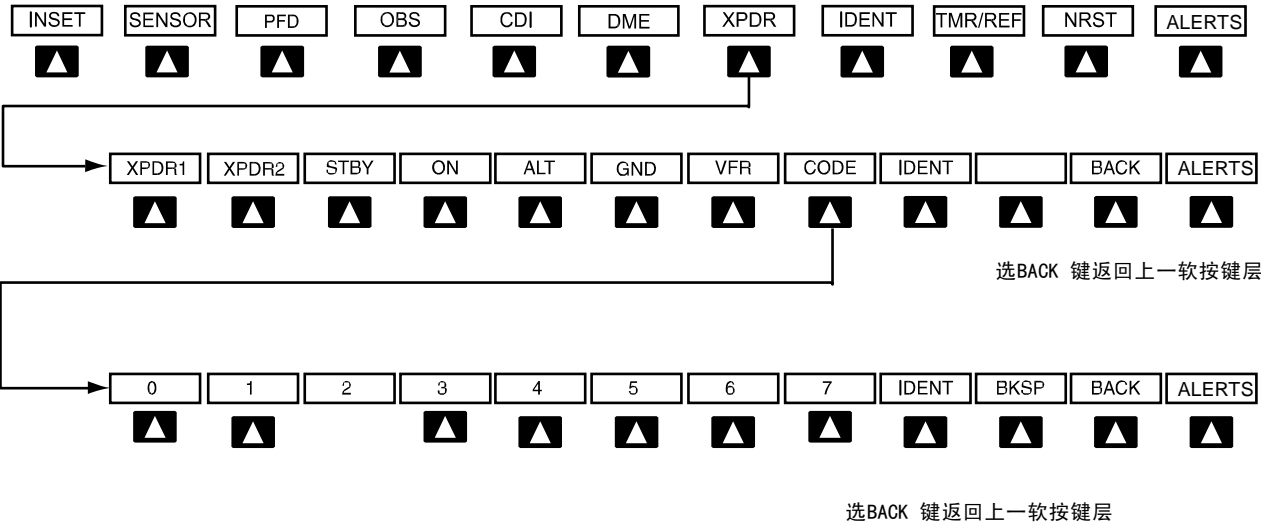 INSET SENSOR PFD OBS CDI DME XPDR IDENT TMR/REF NRST ALERTS
XPDR1 XPDR2 STBY ON ALT GND VFR CODE IDENT BACK ALERTS
选BACK 键返回上一软按键层
0 1 2 3 4 5 6 7 IDENT BKSP BACK ALERTS
选BACK 键返回上一软按键层